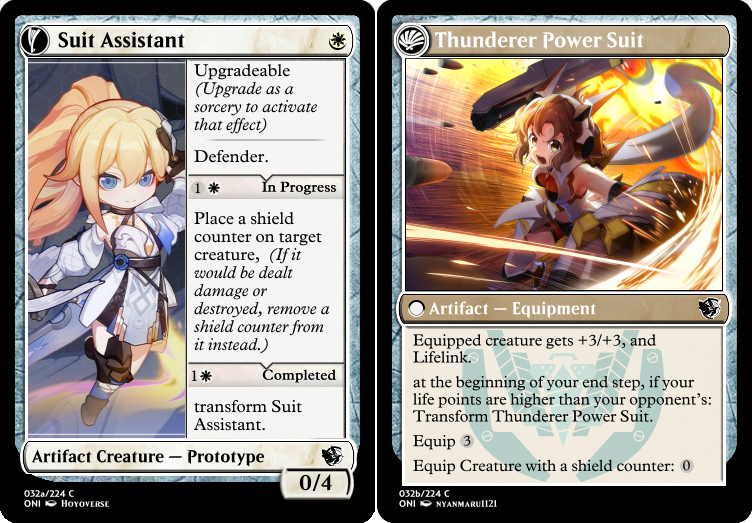 Suit Assistant
Upgradeable
(Upgrade as a
sorcery to activate
that effect)
Defender.
1 In Progress
Place a shield
counter on target
creature, (If it
would be dealt
damage or
destroyed, remove a
shield counter from
it instead.)
1 Completed
transform Suit
Assistant.
Artifact Creature — Prototype
0/4
032a/224 C
ONI Hoyoverse
Thunderer Power Suit
Artifact — Equipment
Equipped creature gets +3/+3, and
Lifelink.
at the beginning of your end step, if your
life points are higher than your opponent's:
Transform Thunderer Power Suit.
Equip 3
Equip Creature with a shield counter: 0
032b/224 C
ONI nyanmaru1121